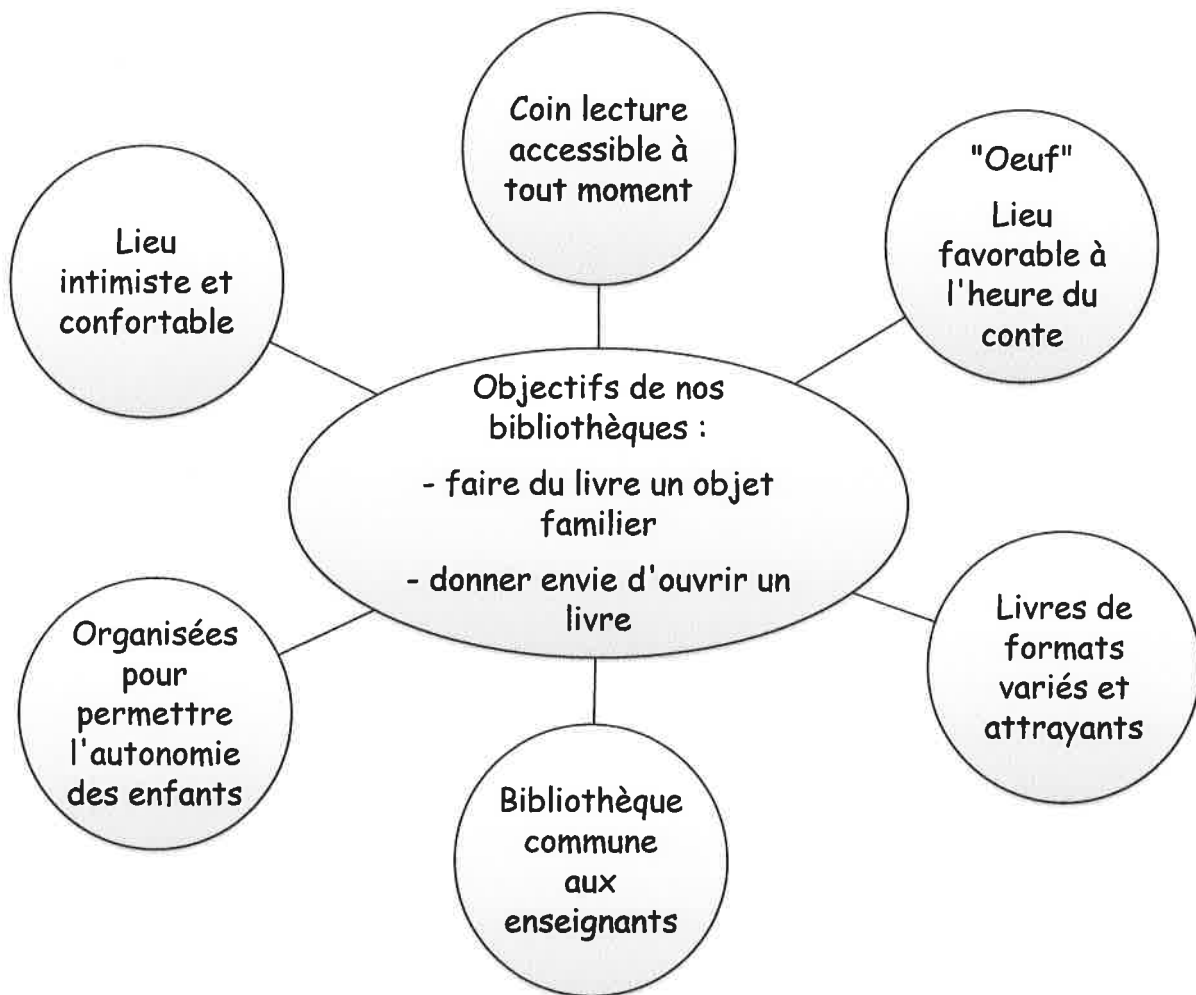 Coin lecture
accessible à
tout moment
"Oeuf"
Lieu
favorable à
l'heure du
conte
Lieu
intimiste et
confortable
Objectifs de nos
bibliothèques :
- faire du livre un objet
familier
- donner envie d'ouvrir un
livre
Livres de
formats
variés et
attrayants
Organisées
pour
permettre
l'autonomie
des enfants
Bibliothèque
commune
aux
enseignants